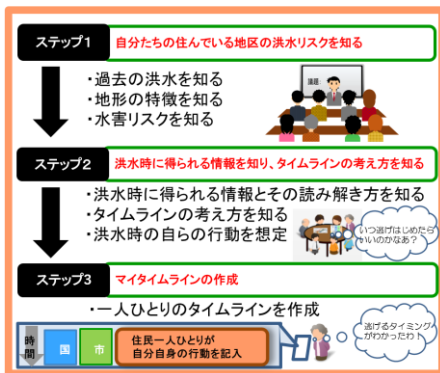 ステップ1
自分たちの住んでいる地区の洪水リスクを知る
・過去の洪水を知る
・地形の特徴を知る
・水害リスクを知る
議題:
ステップ2
洪水時に得られる情報を知り、タイムラインの考え方を知る
・洪水時に得られる情報とその読み解き方を知る
・タイムラインの考え方を知る
・洪水時の自らの行動を想定
いつ逃げはじめたら
いいのかなあ?
ステップ3
マイタイムラインの作成
・一人ひとりのタイムラインを作成
時間
国
市
住民一人ひとりが
自分自身の行動を記入
逃げるタイミング
がわかったわ!